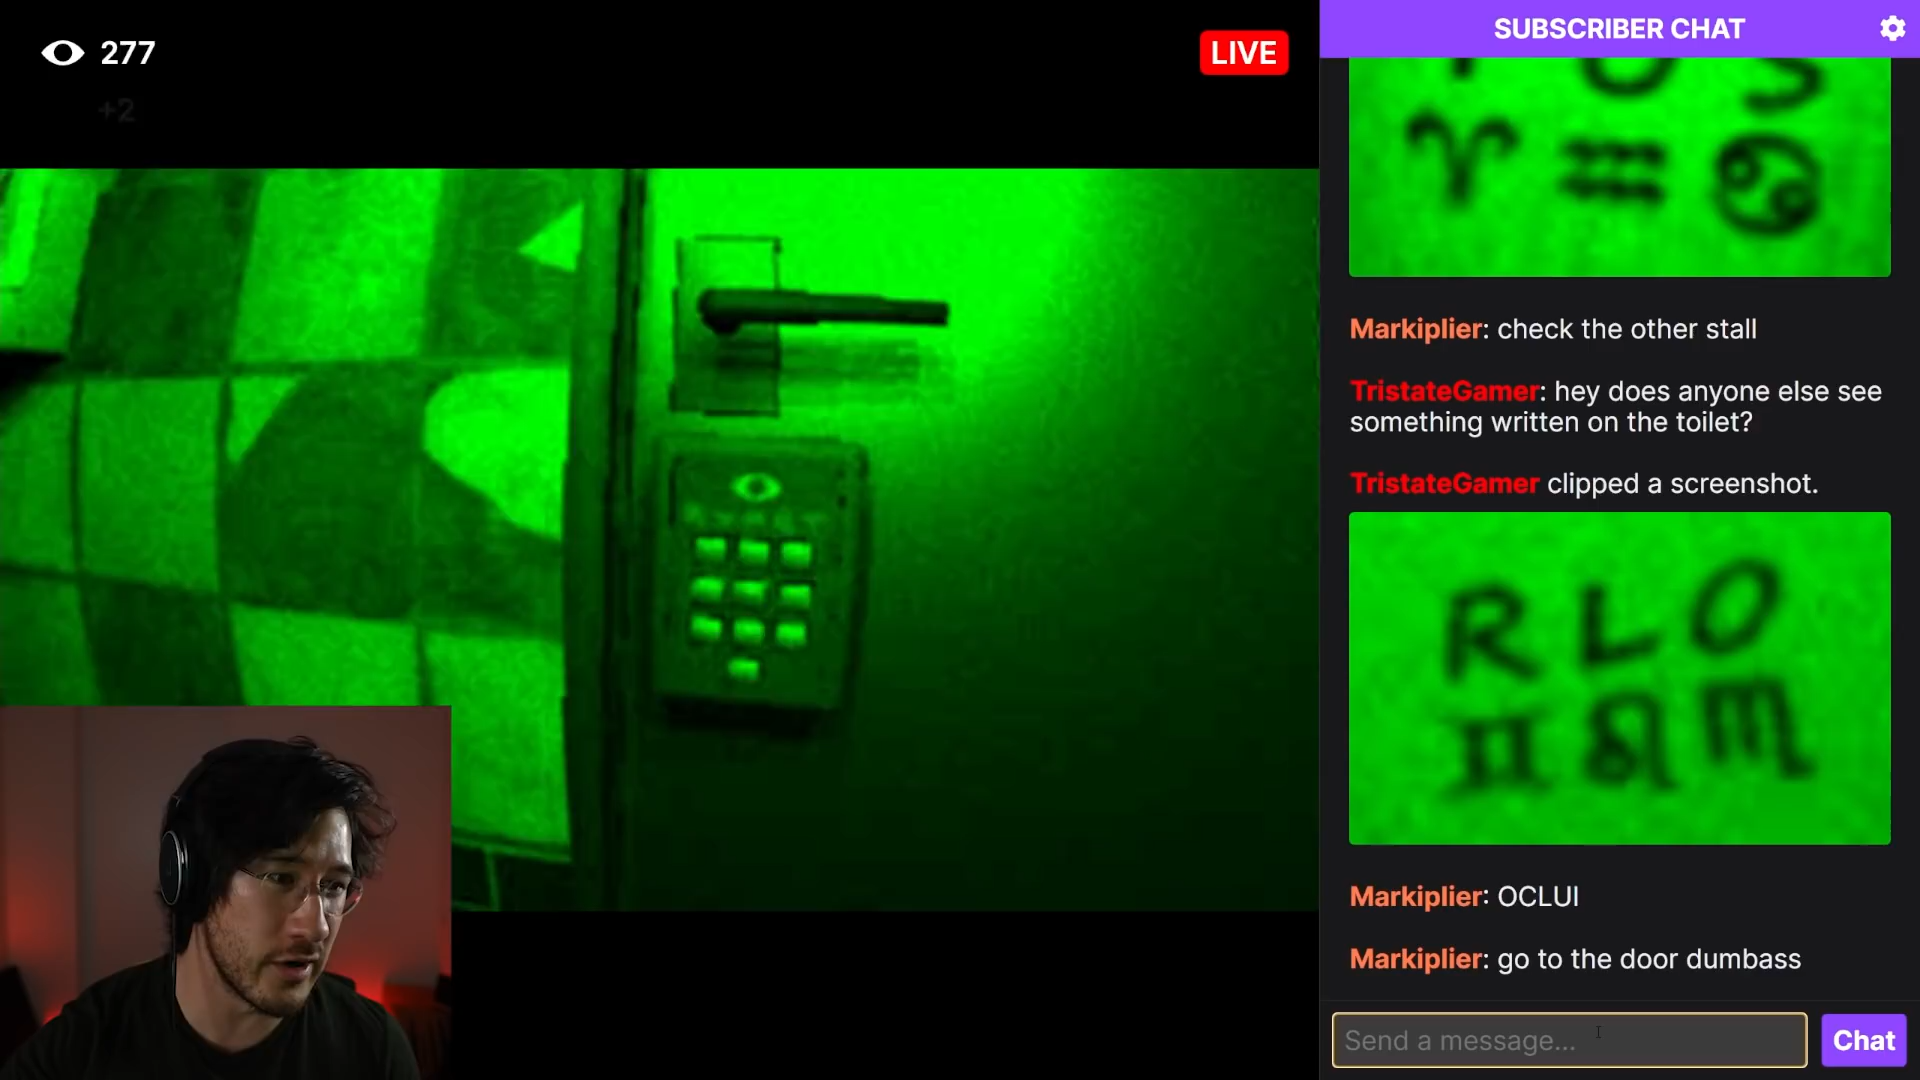 277
+2
LIVE
SUBSCRIBER CHAT
♈ ♒ ♋
Markiplier: check the other stall
TristateGamer: hey does anyone else see
something written on the toilet?
TristateGamer clipped a screenshot.
R L O
♊ ♌ ♏
Markiplier: OCLUI
Markiplier: go to the door dumbass
Send a message...
Chat